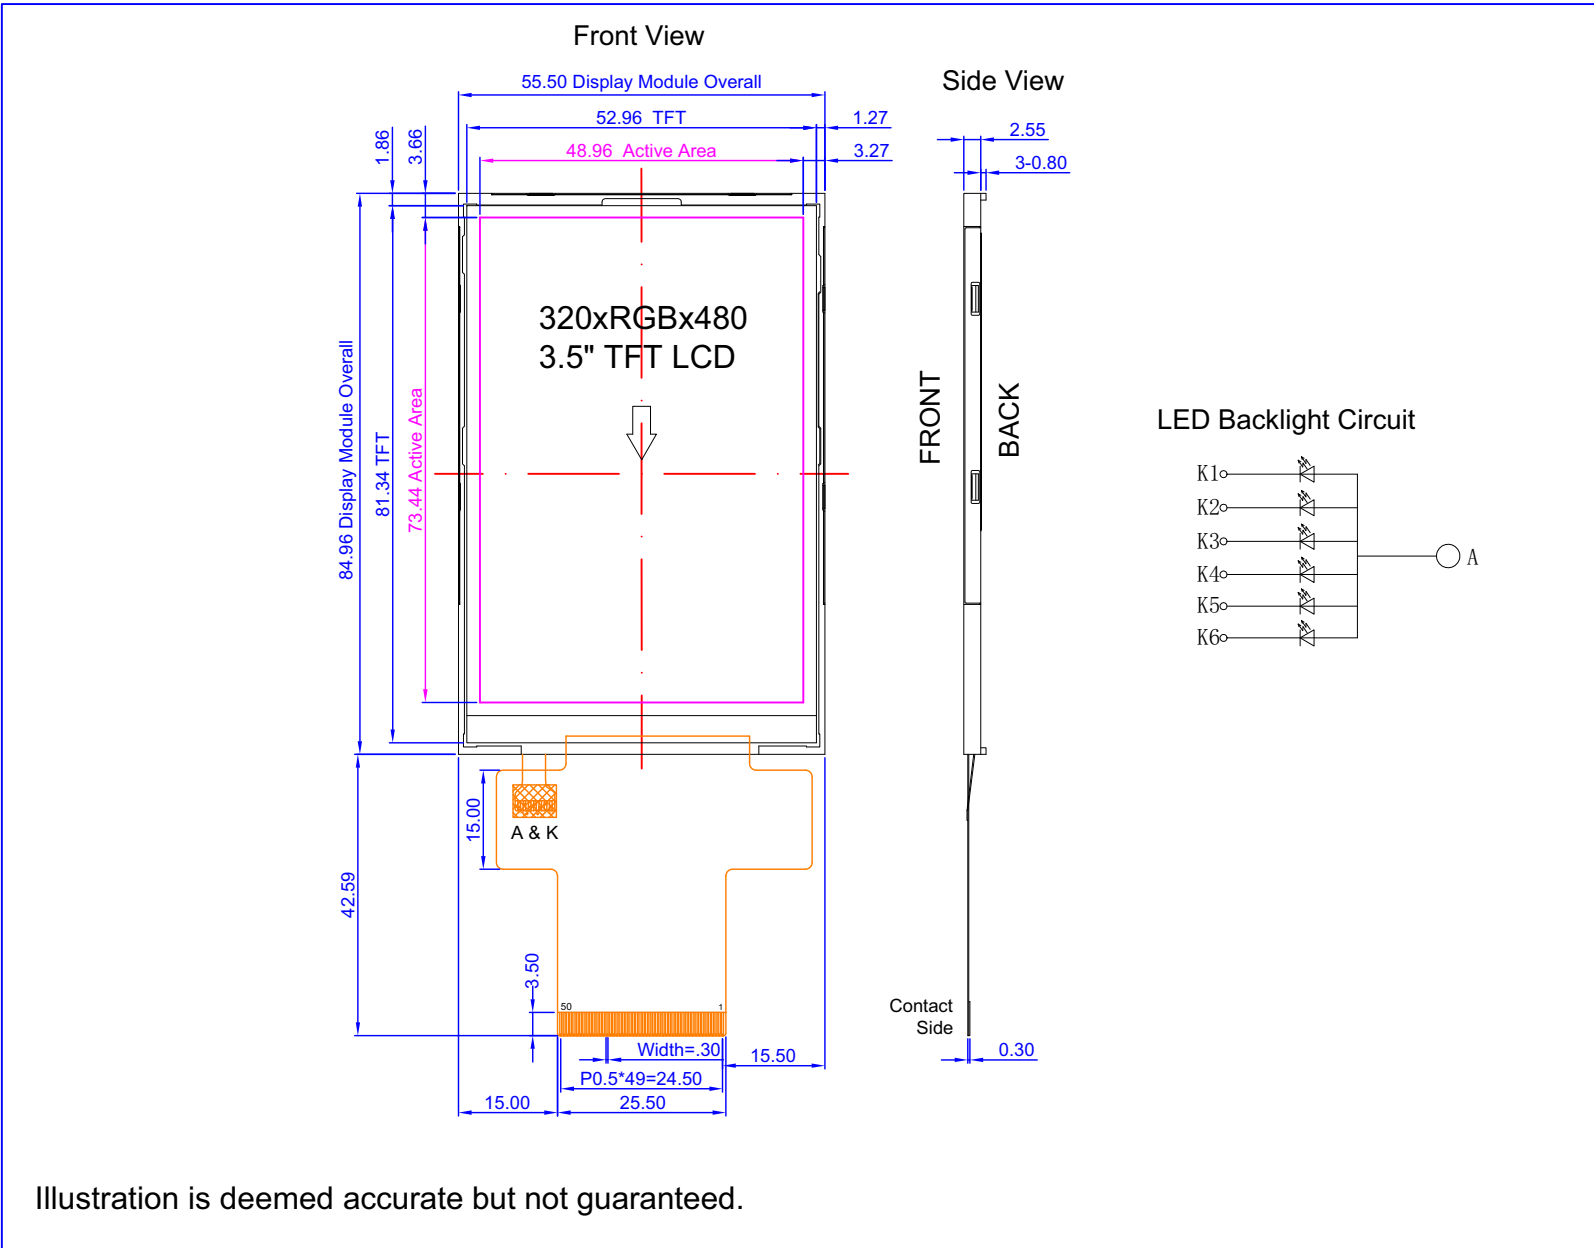 Front View
55.50 Display Module Overall
Side View
52.96  TFT
1.27
2.55
1.86
3.66
48.96  Active Area
3.27
3-0.80
320xRGBx480
3.5" TFT LCD
84.96 Display Module Overall
81.34 TFT
73.44 Active Area
FRONT
BACK
LED Backlight Circuit
K1
K2
K3
K4
K5
K6
A
15.00
A & K
42.59
3.50
50
1
Contact
Side
Width=.30
15.50
0.30
P0.5*49=24.50
15.00
25.50
Illustration is deemed accurate but not guaranteed.